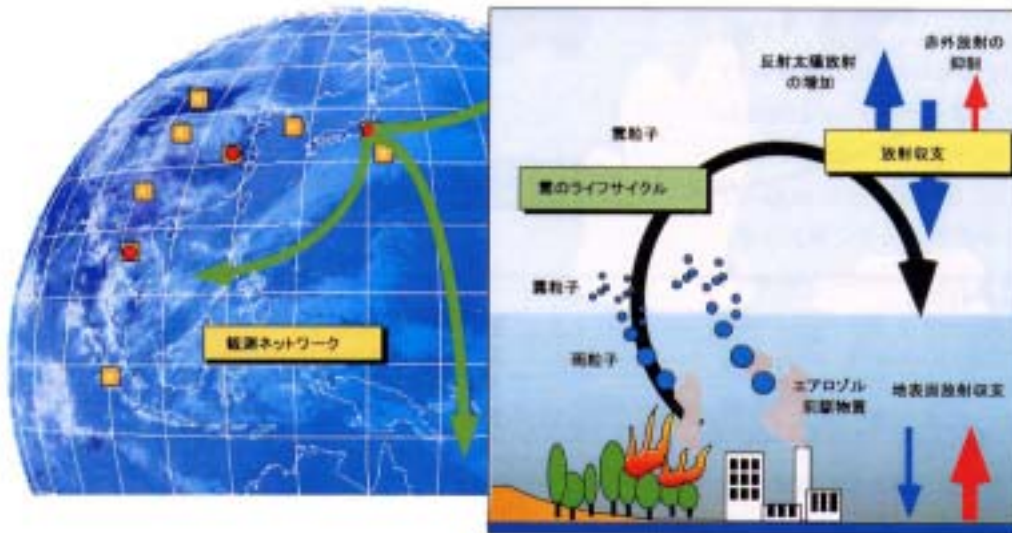 観測ネットワーク
反射太陽放射
の増加
赤外放射の
抑制
雲粒子
放射収支
雲のライフサイクル
雲粒子
雨粒子
エアロゾル
前駆物質
地表面放射収支